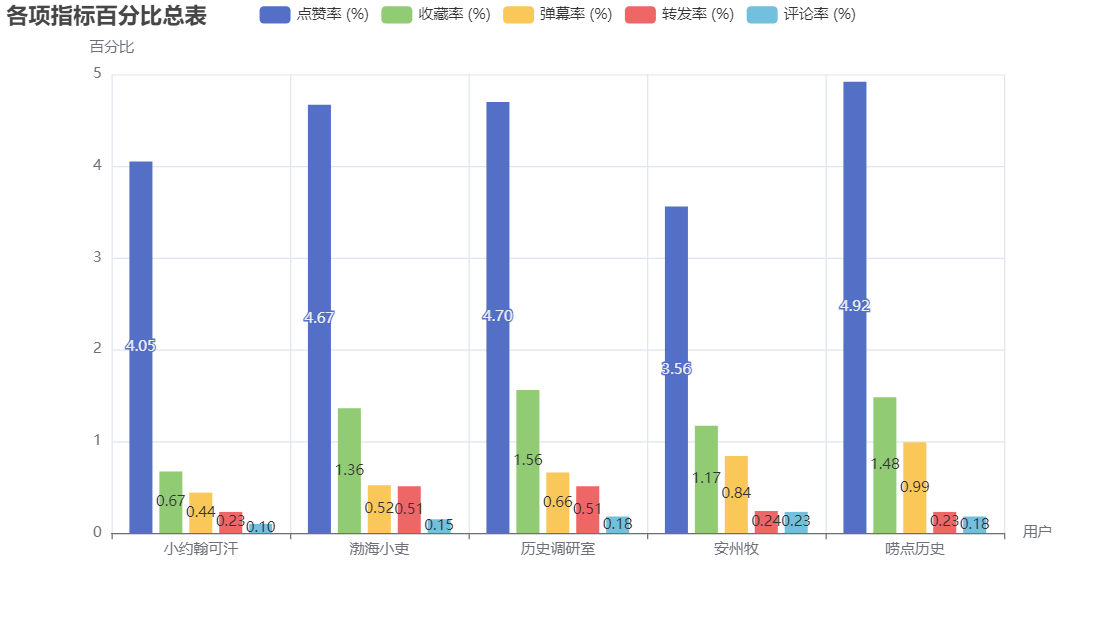 各项指标百分比总表
点赞率 (%) 收藏率 (%) 弹幕率 (%) 转发率 (%) 评论率 (%)
百分比
5
4
3
2
1
0
4.05 0.67 0.44 0.23 0.10
4.67 1.36 0.52 0.51 0.15
4.70 1.56 0.66 0.51 0.18
3.56 1.17 0.84 0.24 0.23
4.92 1.48 0.99 0.23 0.18
小约翰可汗 渤海小吏 历史调研室 安州牧 唠点历史
用户